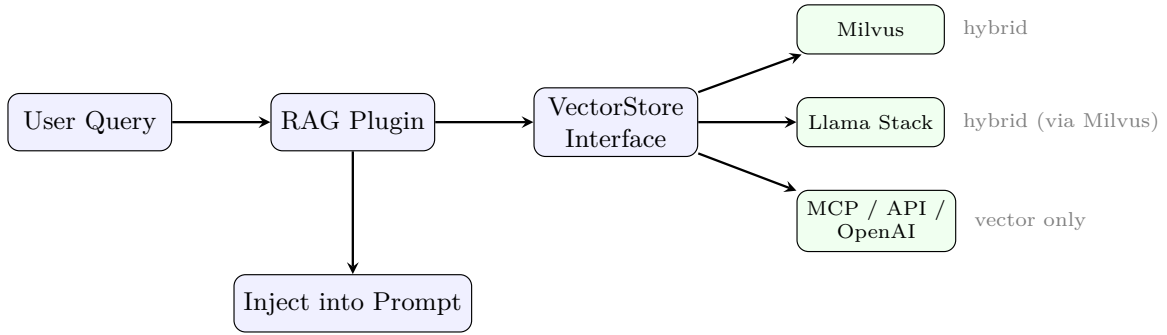 Milvus
hybrid
User Query
RAG Plugin
VectorStore
Interface
Llama Stack
hybrid (via Milvus)
MCP / API /
OpenAI
vector only
Inject into Prompt